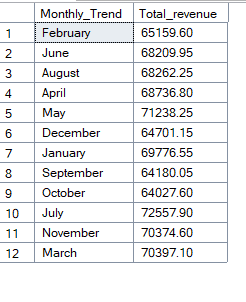 Monthly_Trend Total_revenue
1 February 65159.60
2 June 68209.95
3 August 68262.25
4 April 68736.80
5 May 71238.25
6 December 64701.15
7 January 69776.55
8 September 64180.05
9 October 64027.60
10 July 72557.90
11 November 70374.60
12 March 70397.10